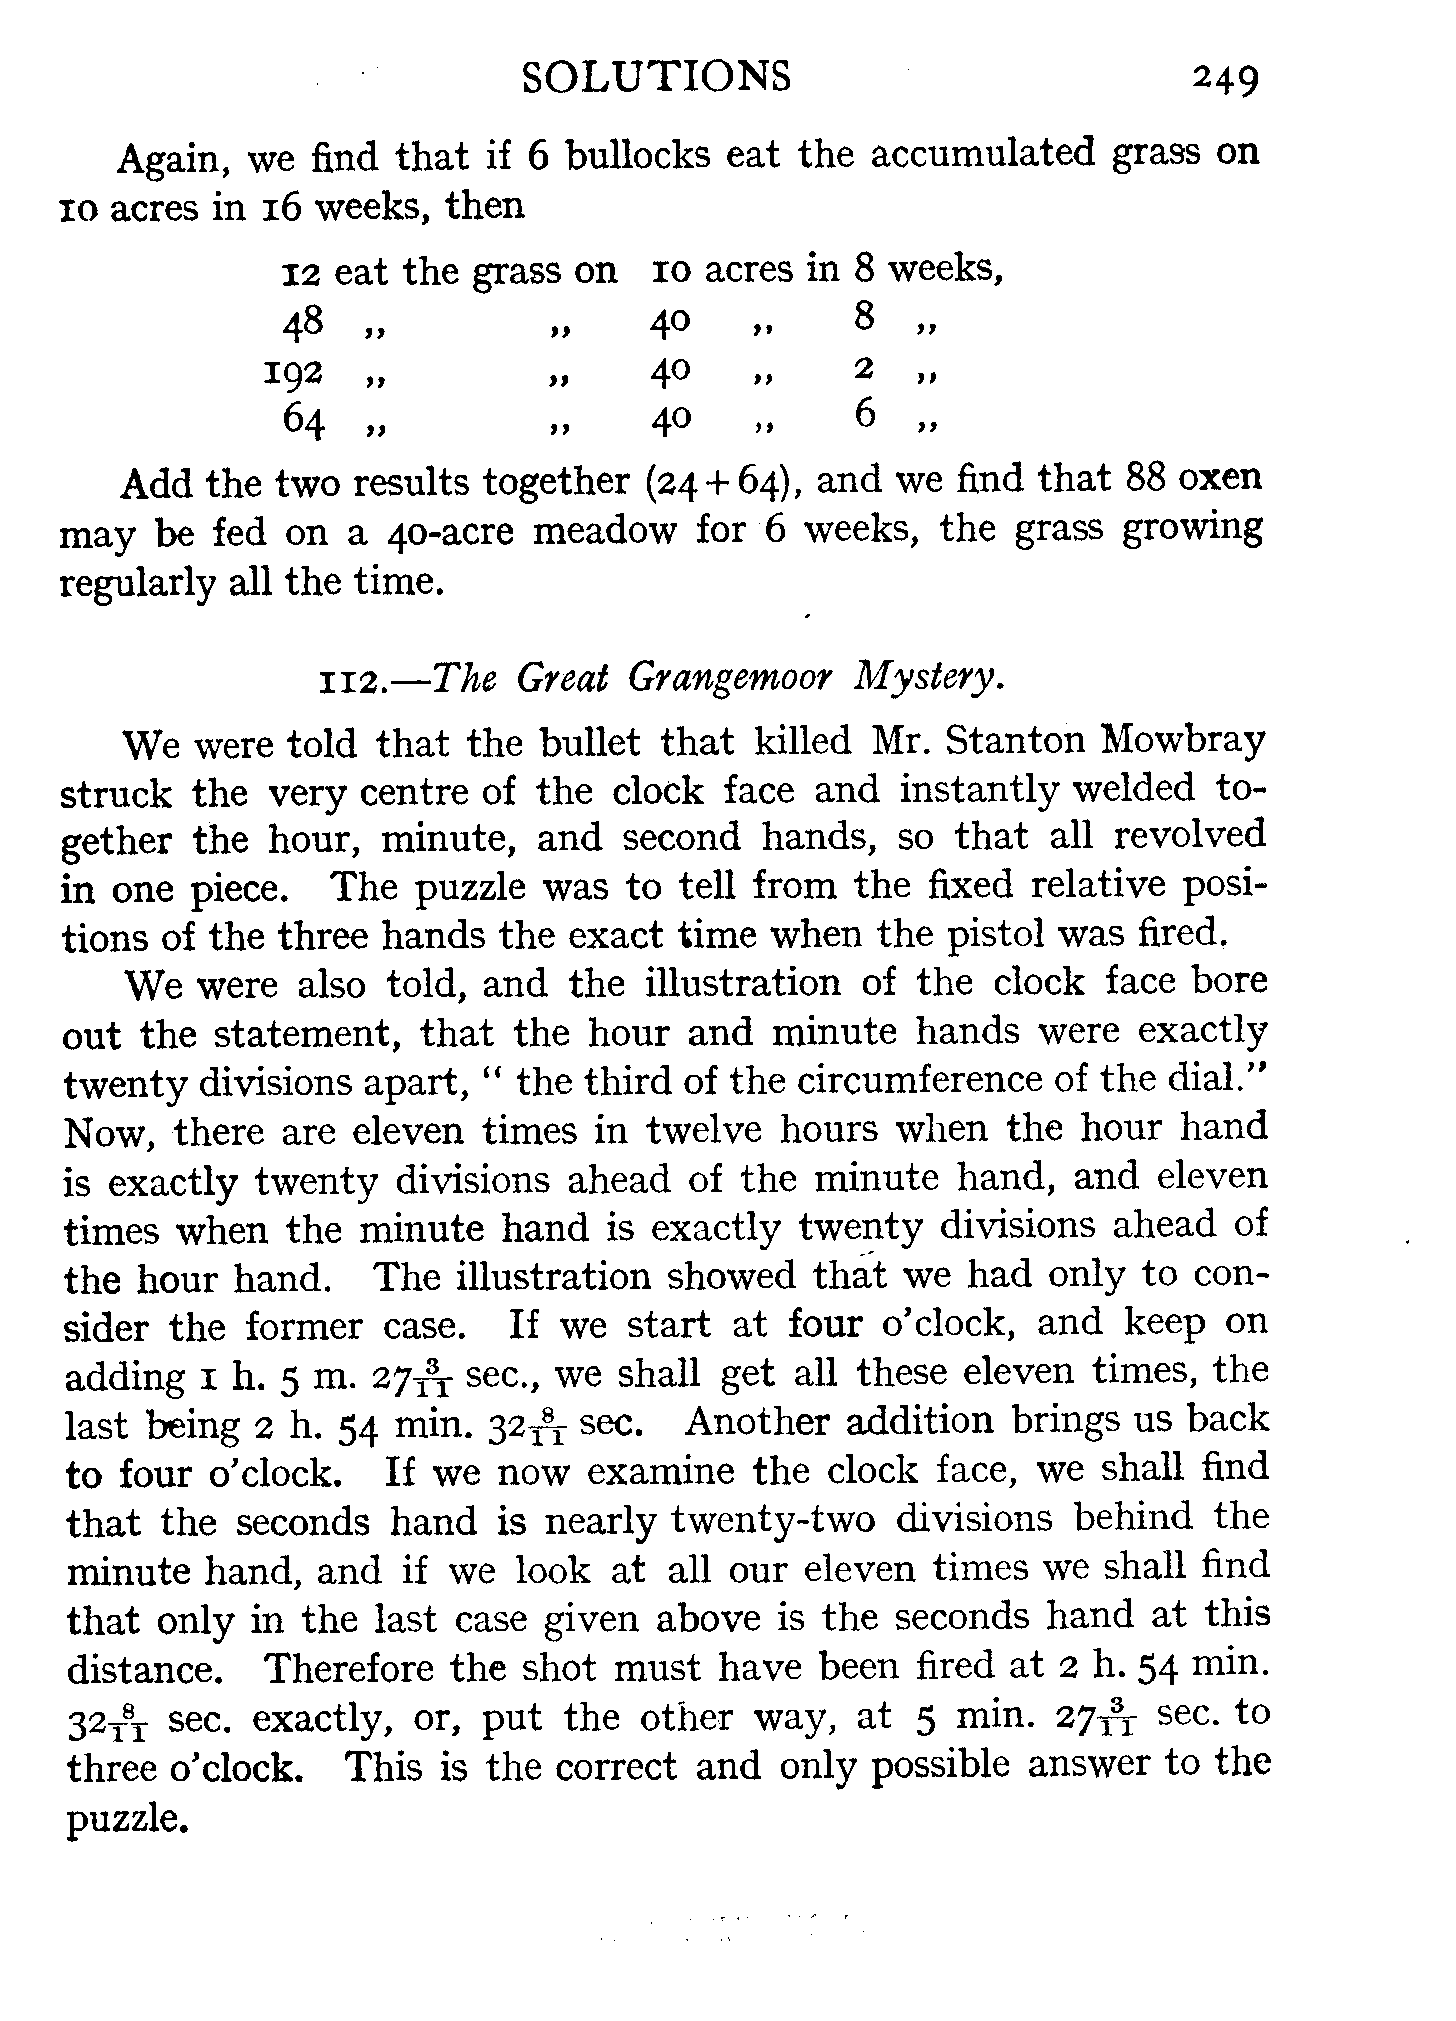 SOLUTIONS 249
Again, we find that if 6 bullocks eat the accumulated grass on
10 acres in 16 weeks, then
12 eat the grass on 10 acres in 8 weeks,
48 „ „ 40 „ 8 „
192 „ „ 40 „ 2 „
64 „ „ 40 „ 6 „
Add the two results together (24+64), and we find that 88 oxen
may be fed on a 40-acre meadow for 6 weeks, the grass growing
regularly all the time.
112.—The Great Grangemoor Mystery.
We were told that the bullet that killed Mr. Stanton Mowbray
struck the very centre of the clock face and instantly welded to-
gether the hour, minute, and second hands, so that all revolved
in one piece. The puzzle was to tell from the fixed relative posi-
tions of the three hands the exact time when the pistol was fired.
We were also told, and the illustration of the clock face bore
out the statement, that the hour and minute hands were exactly
twenty divisions apart, “ the third of the circumference of the dial.”
Now, there are eleven times in twelve hours when the hour hand
is exactly twenty divisions ahead of the minute hand, and eleven
times when the minute hand is exactly twenty divisions ahead of
the hour hand. The illustration showed that we had only to con-
sider the former case. If we start at four o’clock, and keep on
adding 1 h. 5 m. 27 3/11 sec., we shall get all these eleven times, the
last being 2 h. 54 min. 32 8/11 sec. Another addition brings us back
to four o’clock. If we now examine the clock face, we shall find
that the seconds hand is nearly twenty-two divisions behind the
minute hand, and if we look at all our eleven times we shall find
that only in the last case given above is the seconds hand at this
distance. Therefore the shot must have been fired at 2 h. 54 min.
32 8/11 sec. exactly, or, put the other way, at 5 min. 27 3/11 sec. to
three o’clock. This is the correct and only possible answer to the
puzzle.